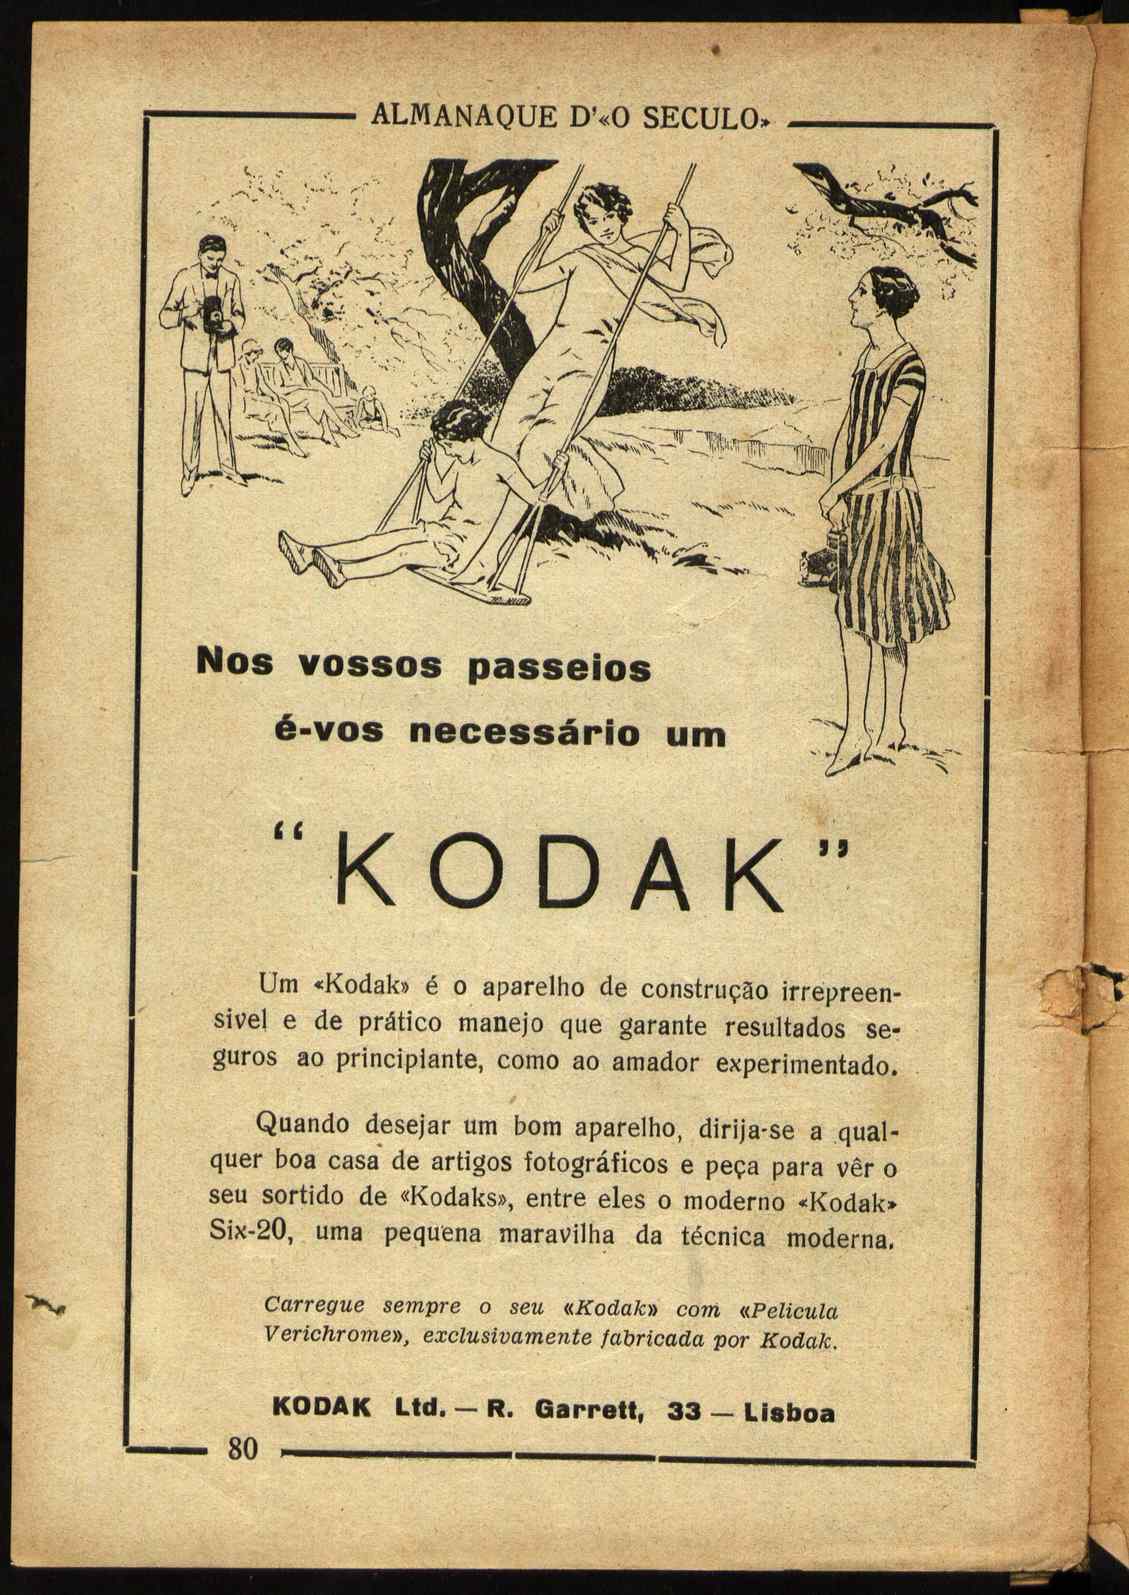 ALMANAQUE D'«O SECULO»
Nos vossos passeios
é-vos necessário um
“KODAK”
Um «Kodak» é o aparelho de construção irrepreen-
sivel e de prático manejo que garante resultados se-
guros ao principiante, como ao amador experimentado.
Quando desejar um bom aparelho, dirija-se a qual-
quer boa casa de artigos fotográficos e peça para vêr o
seu sortido de «Kodaks», entre eles o moderno «Kodak»
Six-20, uma pequena maravilha da técnica moderna.
Carregue sempre o seu «Kodak» com «Pelicula
Verichrome», exclusivamente fabricada por Kodak.
KODAK Ltd. — R. Garrett, 33 — Lisboa
80